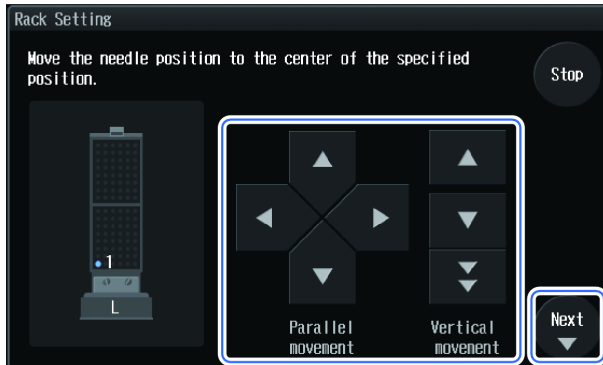 Rack Setting
Move the needle position to the center of the specified
position.
Stop
1
L
Parallel
movement
Vertical
movement
Next